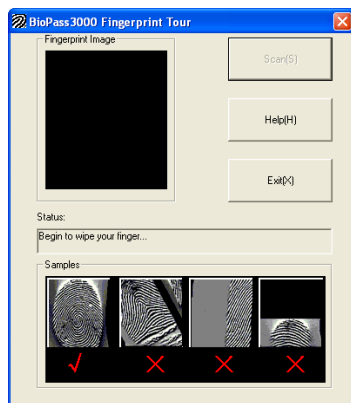 BioPass3000 Fingerprint Tour
Fingerprint Image
Scan(S)
Help(H)
Exit(X)
Status:
Begin to wipe your finger...
Samples